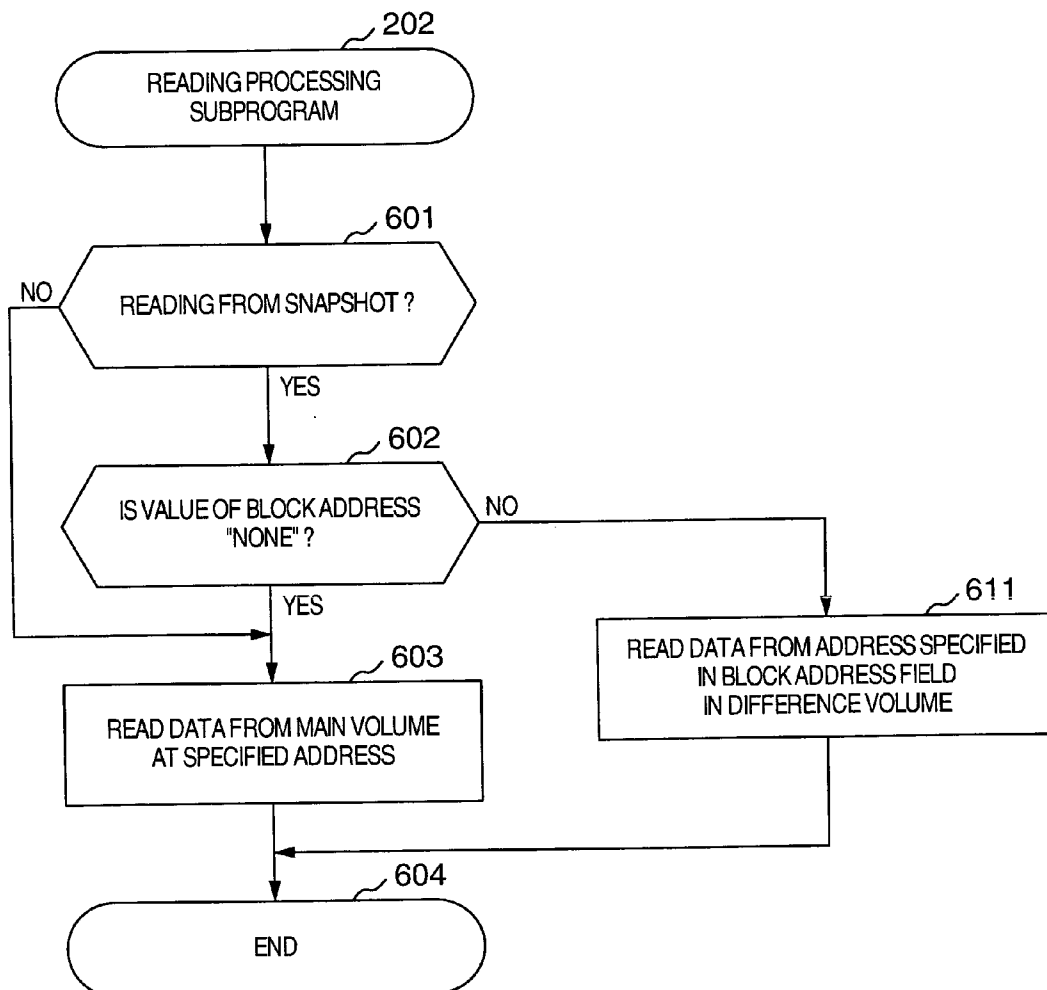 202
READING PROCESSING
SUBPROGRAM
601
NO
READING FROM SNAPSHOT ?
YES
602
IS VALUE OF BLOCK ADDRESS
"NONE" ?
NO
YES
611
READ DATA FROM ADDRESS SPECIFIED
IN BLOCK ADDRESS FIELD
IN DIFFERENCE VOLUME
603
READ DATA FROM MAIN VOLUME
AT SPECIFIED ADDRESS
604
END